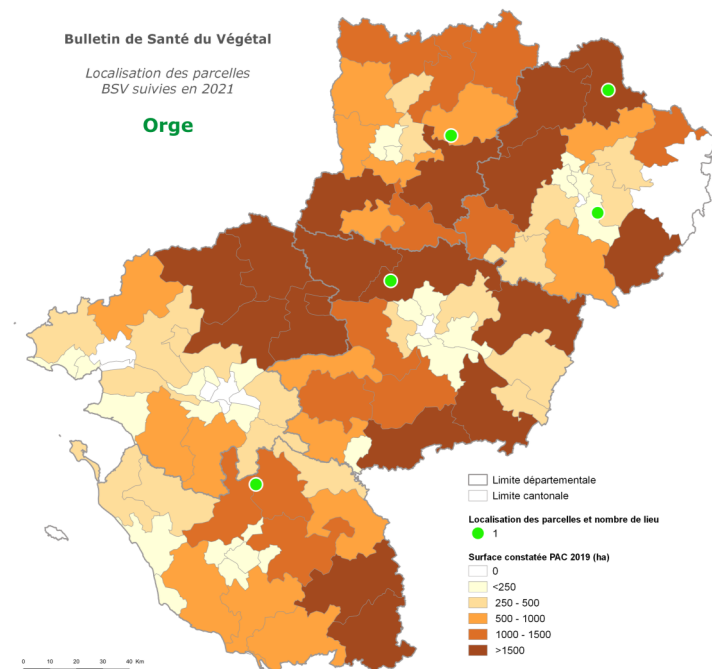 Bulletin de Santé du Végétal
Localisation des parcelles
BSV suivies en 2021
Orge
Limite départementale
Limite cantonale
Localisation des parcelles et nombre de lieu
1
Surface constatée PAC 2019 (ha)
0
<250
250 - 500
500 - 1000
1000 - 1500
>1500
0 10 20 30 40 Km